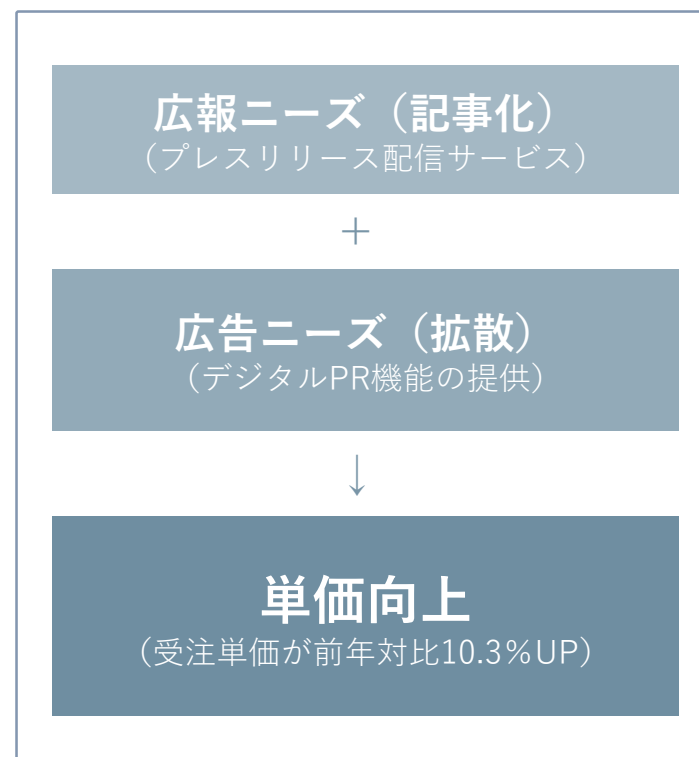 広報ニーズ（記事化）
（プレスリリース配信サービス）
＋
広告ニーズ（拡散）
（デジタルPR機能の提供）
↓
単価向上
（受注単価が前年対比10.3％UP）